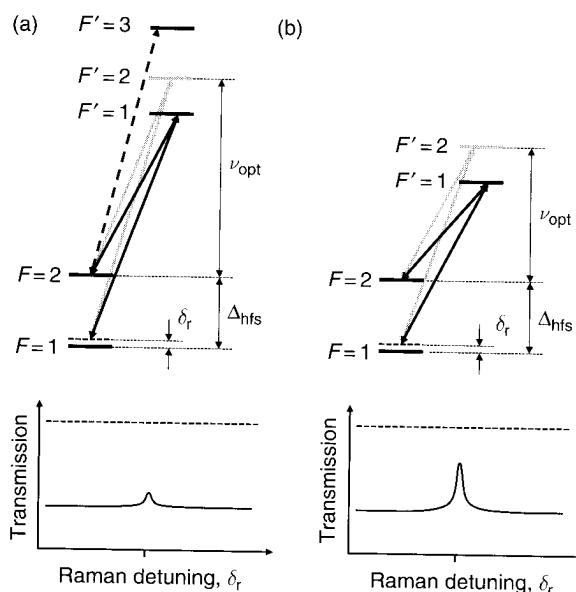 (a)
F′ = 3
F′ = 2
F′ = 1
ν_opt
F = 2
Δ_hfs
δ_r
F = 1
Transmission
Raman detuning, δ_r
(b)
F′ = 2
F′ = 1
ν_opt
F = 2
Δ_hfs
δ_r
F = 1
Transmission
Raman detuning, δ_r